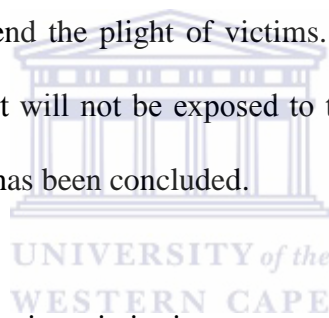 end the plight of victims.
t will not be exposed to t
has been concluded.
UNIVERSITY of the
WESTERN CAPE